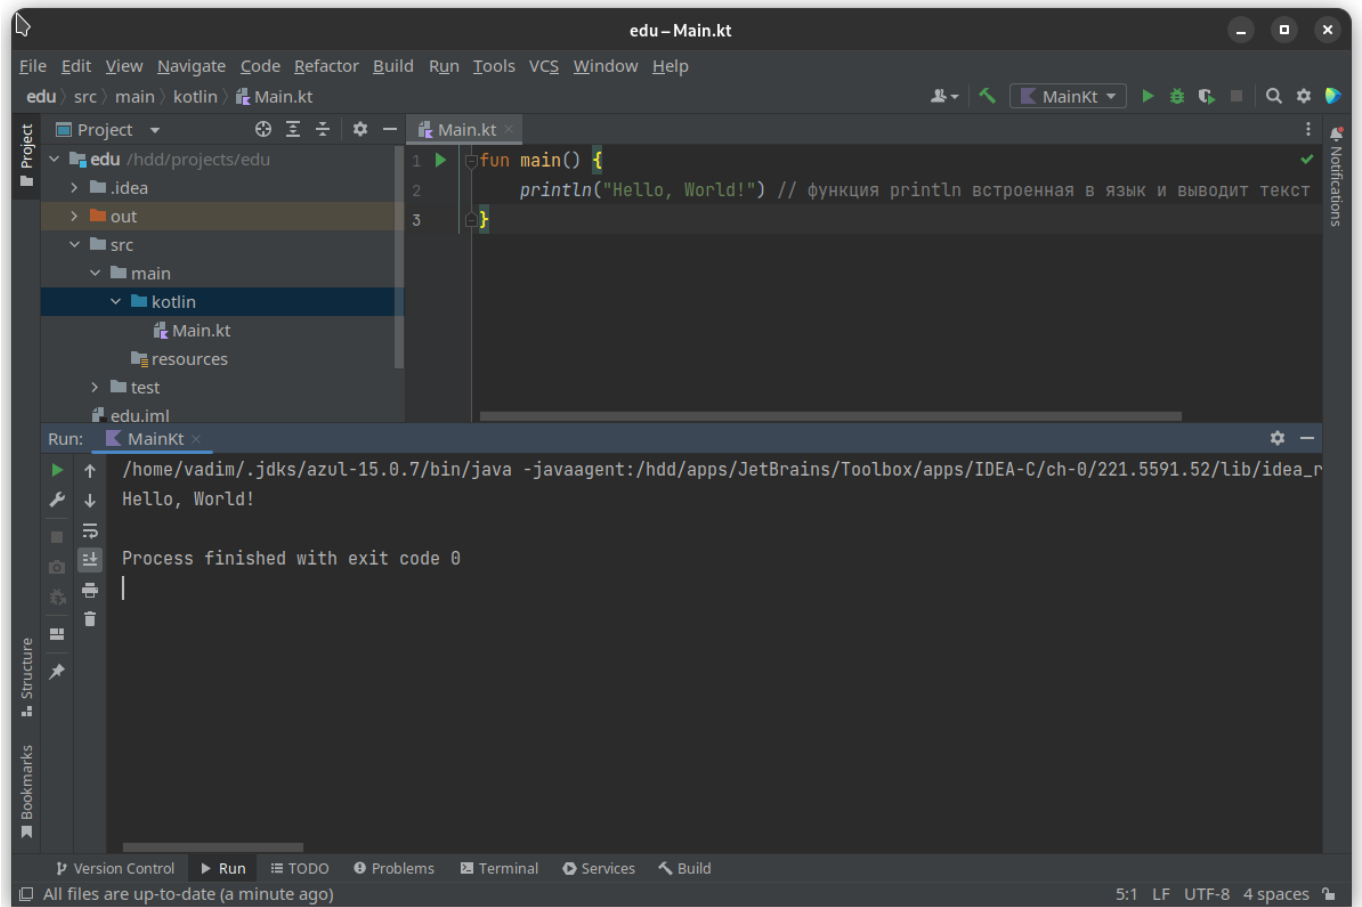 edu – Main.kt
File Edit View Navigate Code Refactor Build Run Tools VCS Window Help
edu src main kotlin Main.kt
MainKt
Project
Project
Main.kt
edu /hdd/projects/edu
.idea
out
src
main
kotlin
Main.kt
resources
test
edu.iml
1 fun main() {
2 println("Hello, World!") // функция println встроенная в язык и выводит текст
3 }
Notifications
Run: MainKt
/home/vadim/.jdks/azul-15.0.7/bin/java -javaagent:/hdd/apps/JetBrains/Toolbox/apps/IDEA-C/ch-0/221.5591.52/lib/idea_r
Hello, World!
Process finished with exit code 0
Structure
Bookmarks
Version Control Run TODO Problems Terminal Services Build
All files are up-to-date (a minute ago) 5:1 LF UTF-8 4 spaces